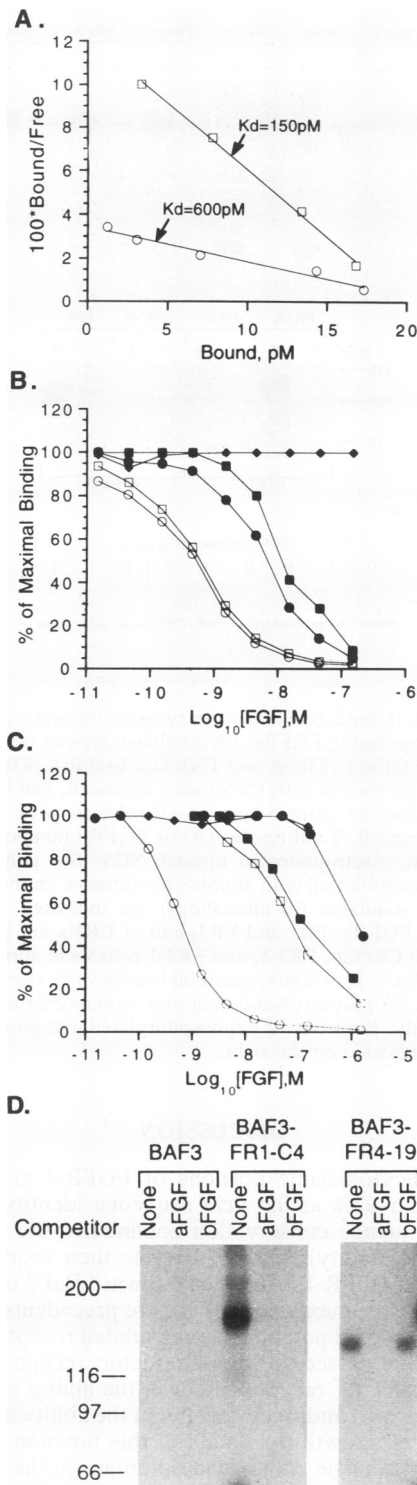 A.
12
10
8
6
4
2
0
100*Bound/Free
Kd=150pM
Kd=600pM
0 5 10 15 20
Bound, pM
B.
120
100
80
60
40
20
0
% of Maximal Binding
-11 -10 -9 -8 -7 -6
Log10[FGF],M
C.
120
100
80
60
40
20
0
% of Maximal Binding
-11 -10 -9 -8 -7 -6 -5
Log10[FGF],M
D.
BAF3
BAF3-
FR1-C4
BAF3-
FR4-19
Competitor
None
aFGF
bFGF
None
aFGF
bFGF
None
aFGF
bFGF
200
116
97
66